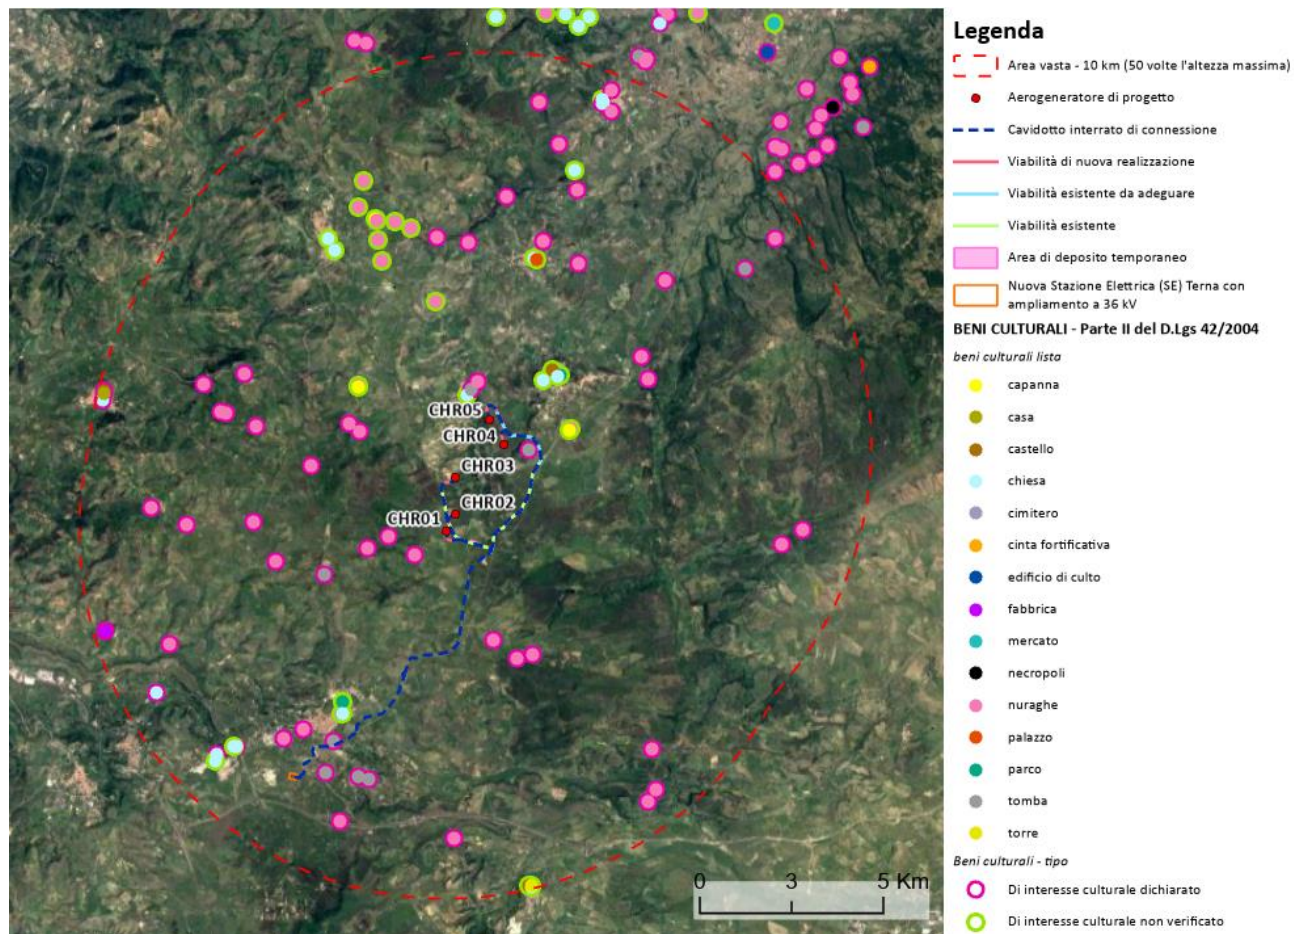 CHR05
CHR04
CHR03
CHR02
CHR01
0 3 5 Km
Legenda
Area vasta - 10 km (50 volte l'altezza massima)
Aerogeneratore di progetto
Cavidotto interrato di connessione
Viabilità di nuova realizzazione
Viabilità esistente da adeguare
Viabilità esistente
Area di deposito temporaneo
Nuova Stazione Elettrica (SE) Terna con
ampliamento a 36 kV
BENI CULTURALI - Parte II del D.Lgs 42/2004
beni culturali lista
capanna
casa
castello
chiesa
cimitero
cinta fortificativa
edificio di culto
fabbrica
mercato
necropoli
nuraghe
palazzo
parco
tomba
torre
Beni culturali - tipo
Di interesse culturale dichiarato
Di interesse culturale non verificato